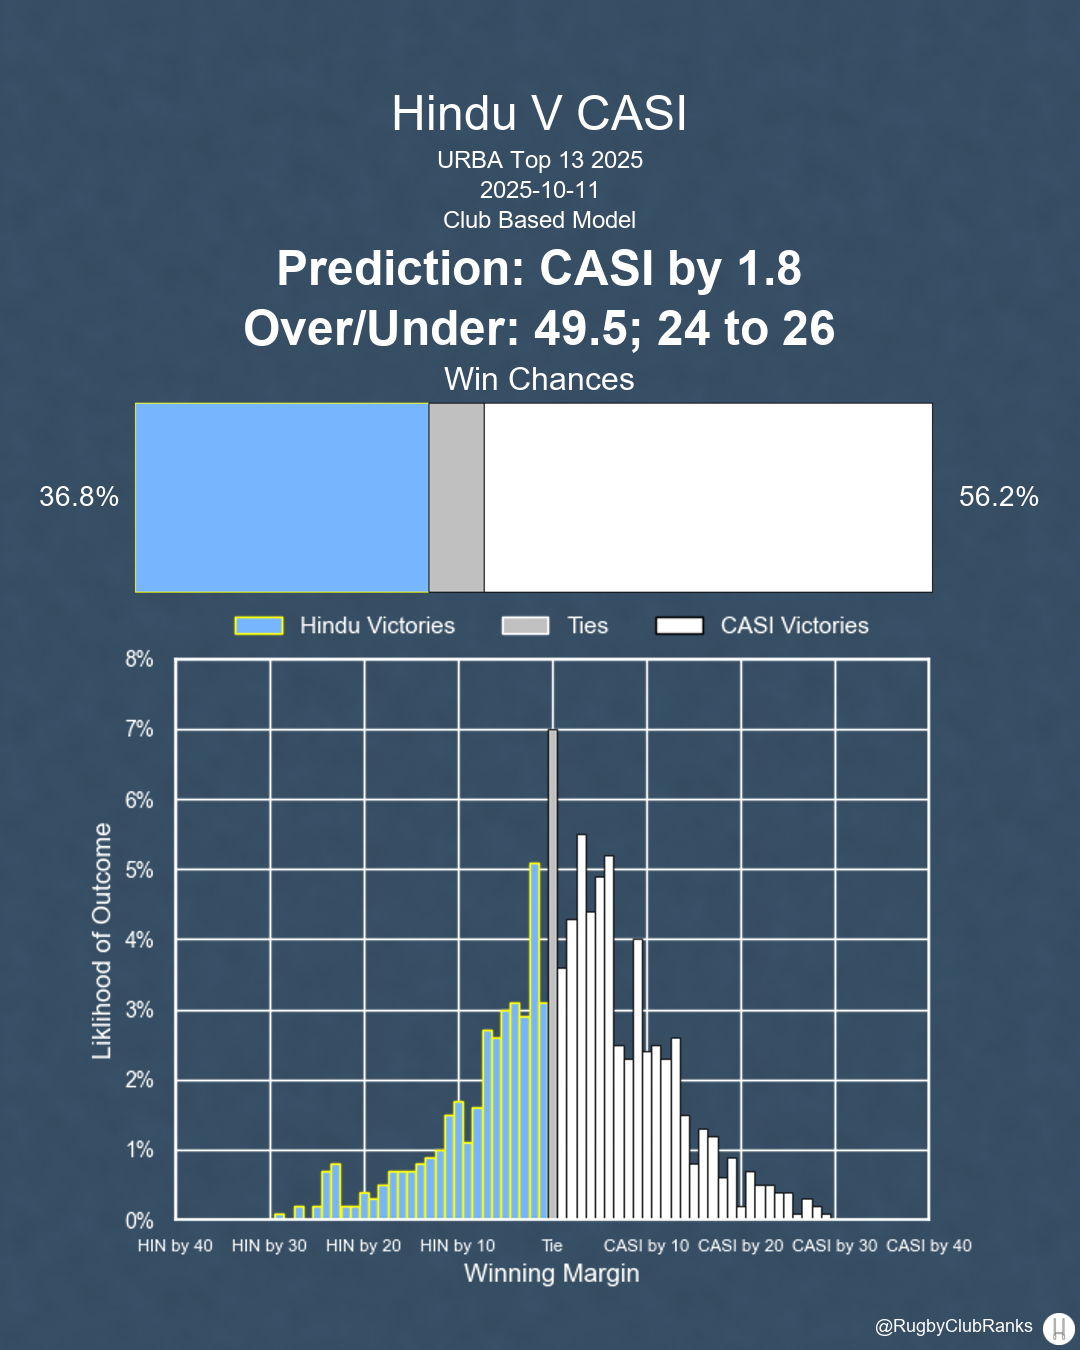 Hindu V CASI
URBA Top 13 2025
2025-10-11
Club Based Model
Prediction: CASI by 1.8
Over/Under: 49.5; 24 to 26
Win Chances
36.8%
56.2%
Hindu Victories
Ties
CASI Victories
8%
7%
6%
5%
4%
3%
2%
1%
0%
Liklihood of Outcome
HIN by 40
HIN by 30
HIN by 20
HIN by 10
Tie
CASI by 10
CASI by 20
CASI by 30
CASI by 40
Winning Margin
@RugbyClubRanks